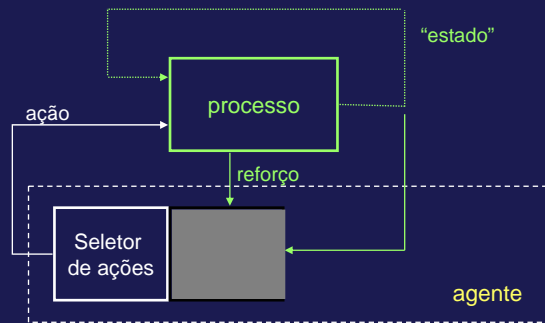 “estado”
processo
ação
reforço
Seletor
de ações
agente